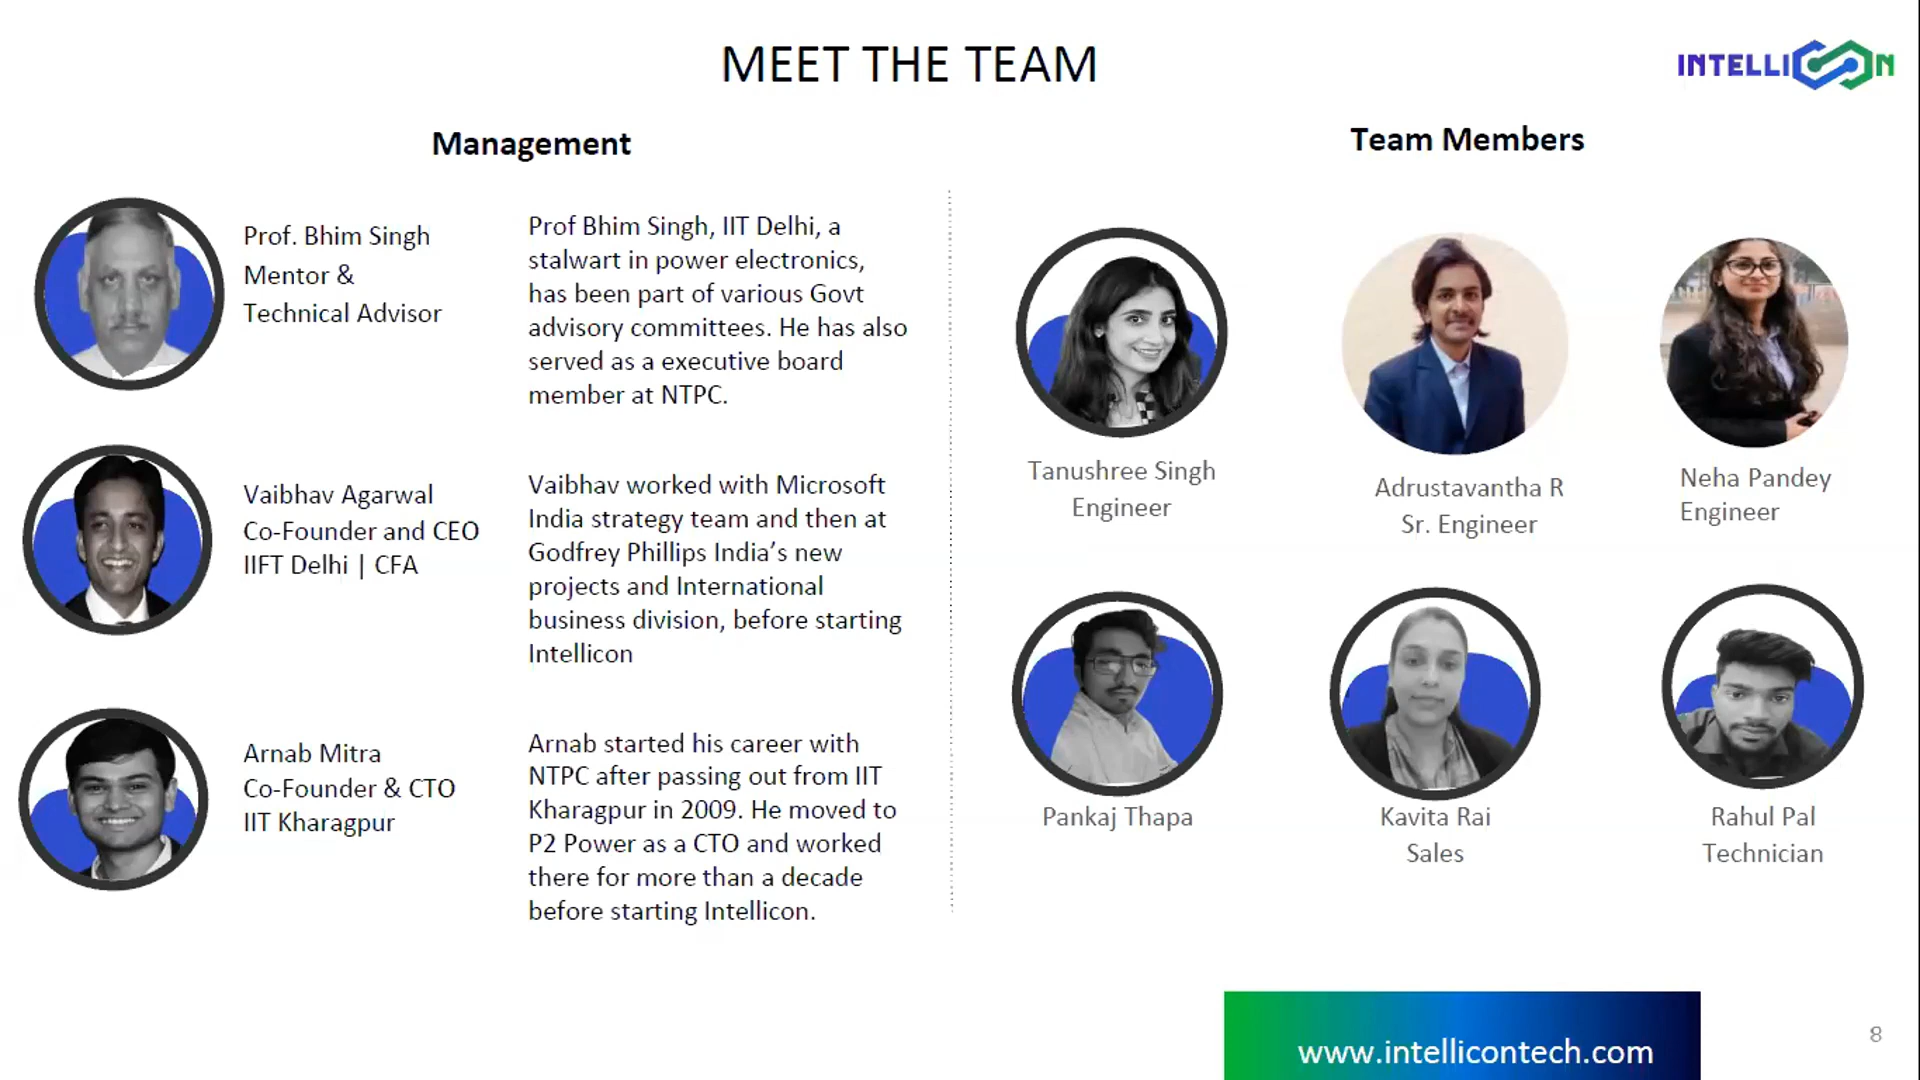 MEET THE TEAM
INTELLICON
Management
Prof. Bhim Singh
Mentor &
Technical Advisor
Prof Bhim Singh, IIT Delhi, a
stalwart in power electronics,
has been part of various Govt
advisory committees. He has also
served as a executive board
member at NTPC.
Vaibhav Agarwal
Co-Founder and CEO
IIFT Delhi | CFA
Vaibhav worked with Microsoft
India strategy team and then at
Godfrey Phillips India’s new
projects and International
business division, before starting
Intellicon
Arnab Mitra
Co-Founder & CTO
IIT Kharagpur
Arnab started his career with
NTPC after passing out from IIT
Kharagpur in 2009. He moved to
P2 Power as a CTO and worked
there for more than a decade
before starting Intellicon.
Team Members
Tanushree Singh
Engineer
Adrustavantha R
Sr. Engineer
Neha Pandey
Engineer
Pankaj Thapa
Kavita Rai
Sales
Rahul Pal
Technician
www.intellicontech.com
8